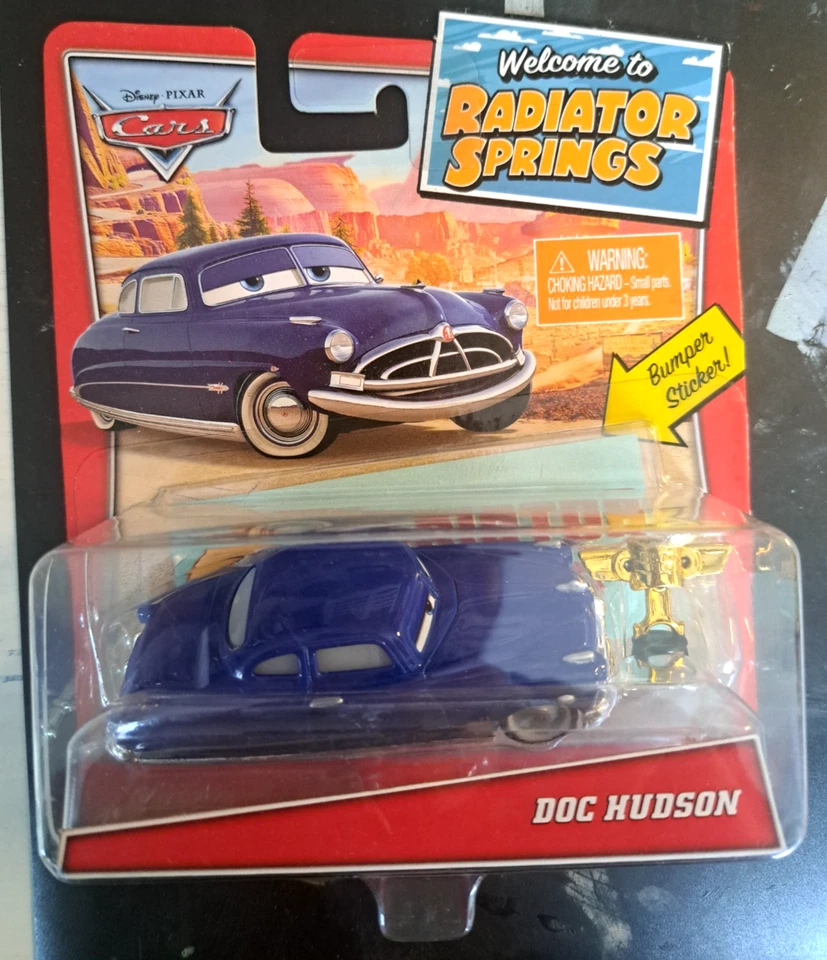 Disney · PIXAR
Cars
Welcome to
RADIATOR
SPRINGS
WARNING:
CHOKING HAZARD – Small parts.
Not for children under 3 years.
Bumper
Sticker!
DOC HUDSON